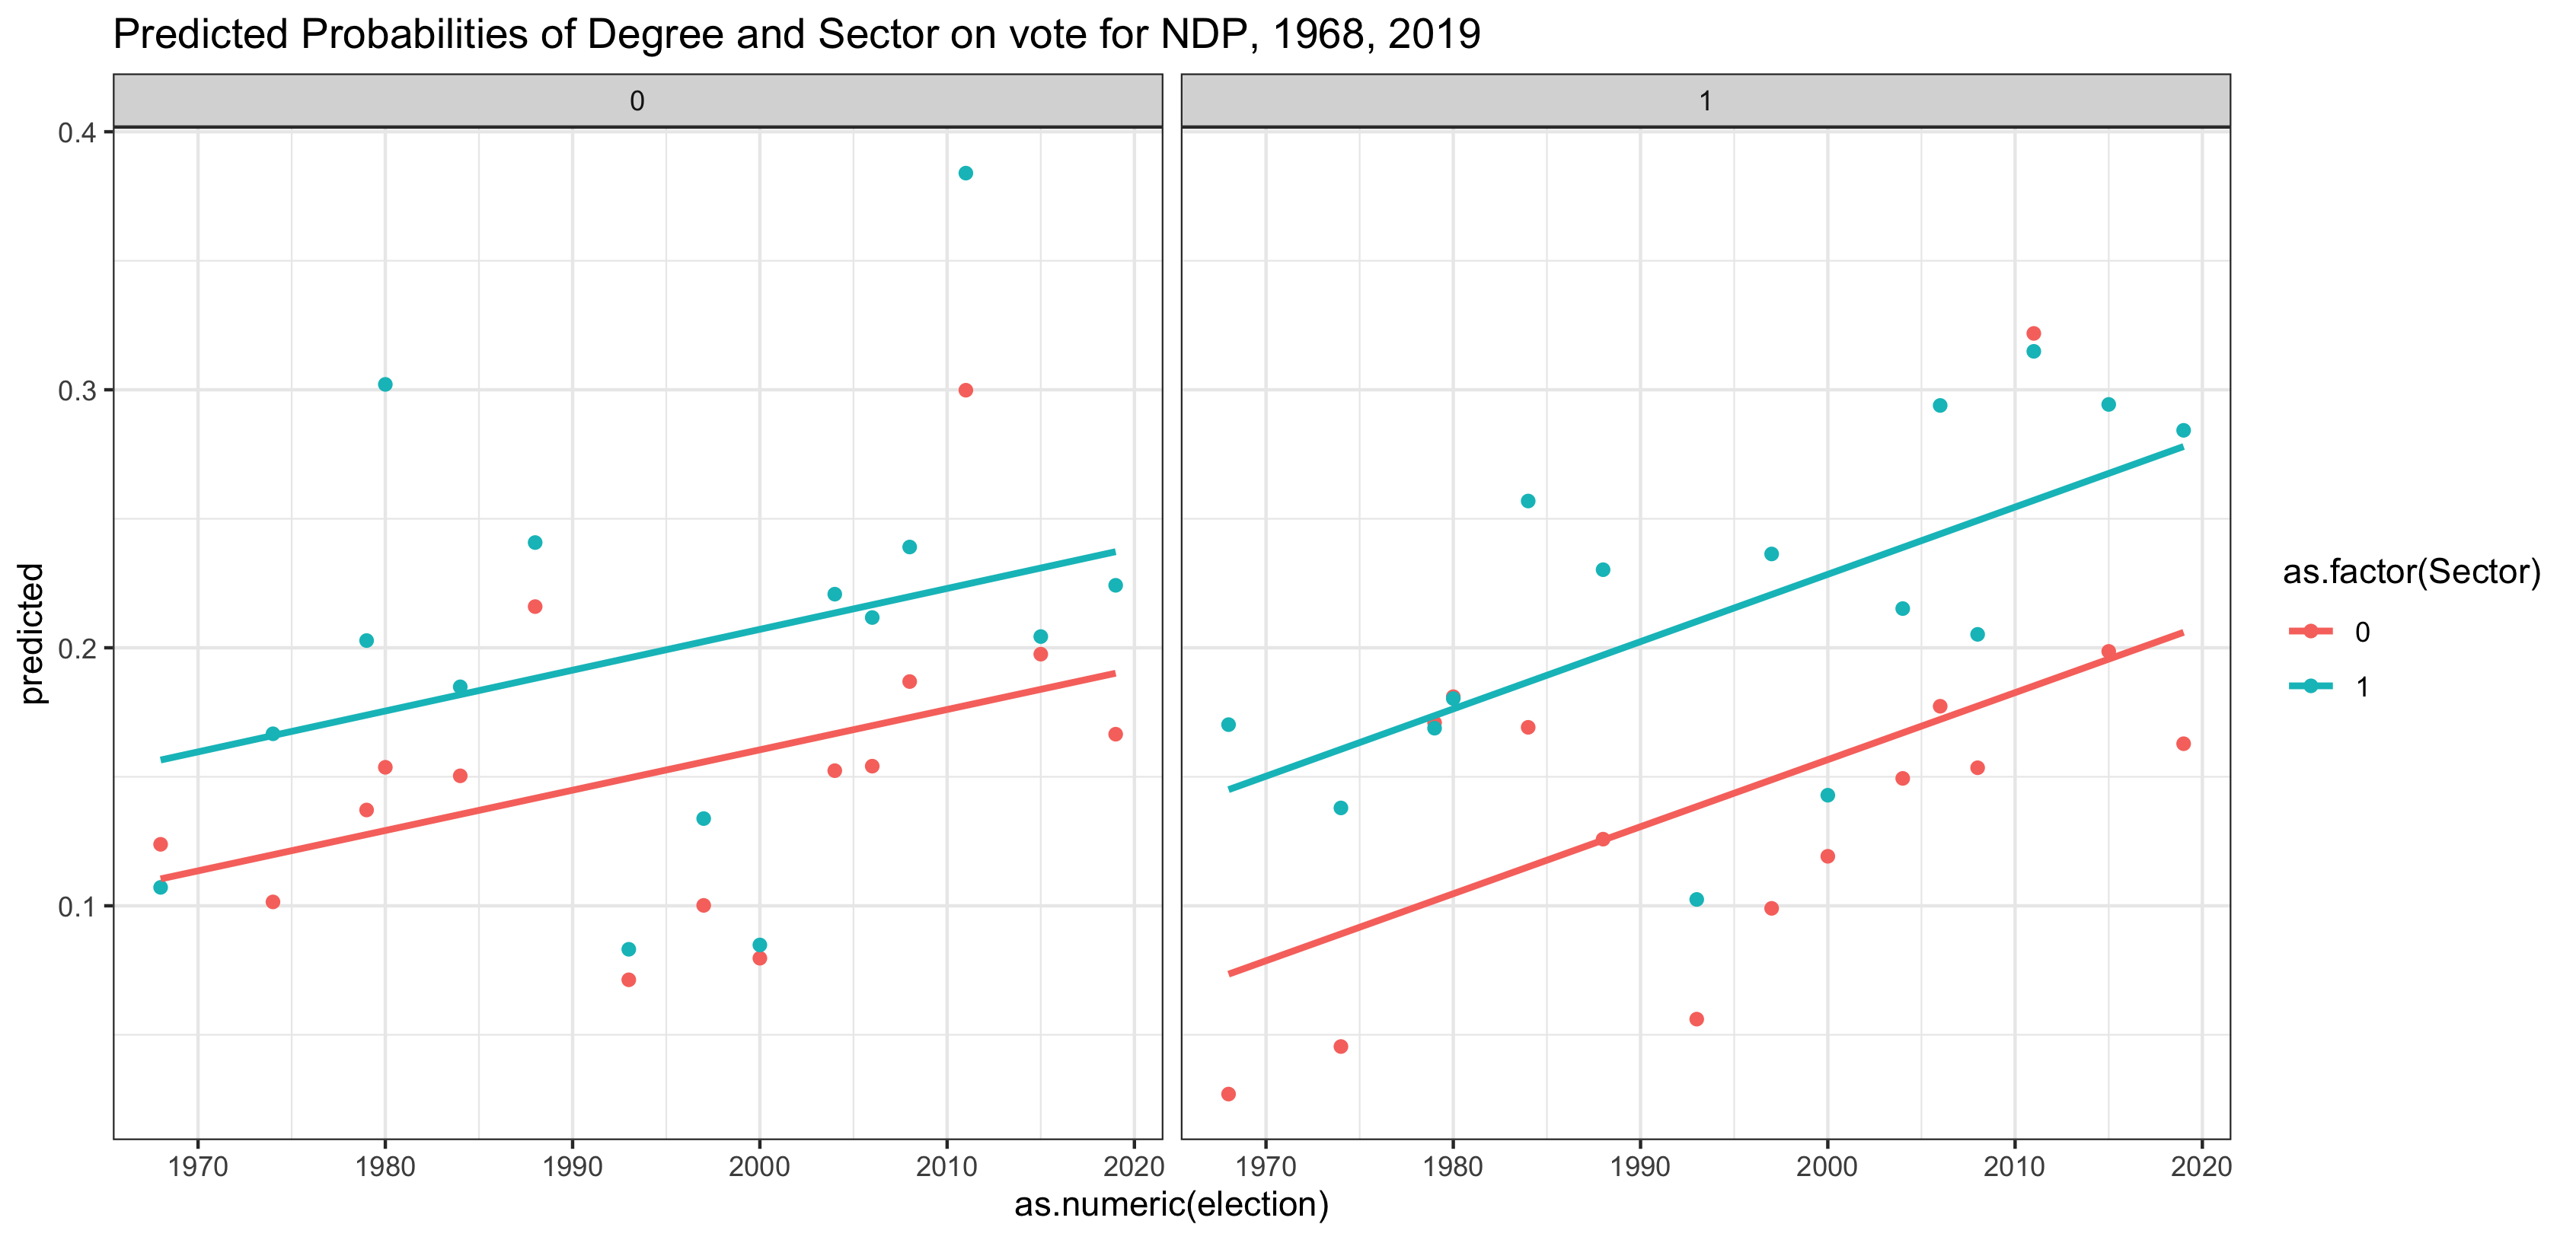 Predicted Probabilities of Degree and Sector on vote for NDP, 1968, 2019
0
1
0.4
0.3
0.2
0.1
predicted
1970 1980 1990 2000 2010 2020
1970 1980 1990 2000 2010 2020
as.numeric(election)
as.factor(Sector)
0
1